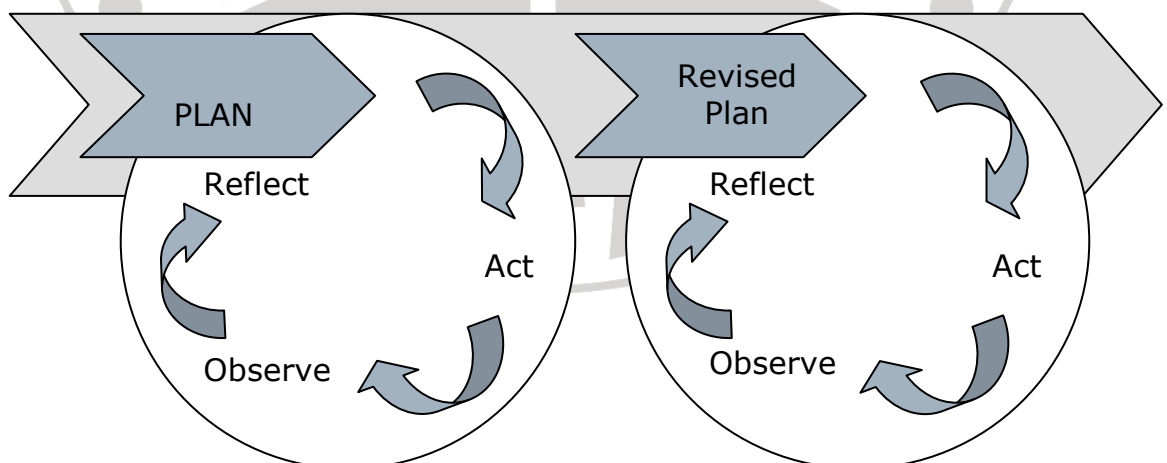 PLAN
Reflect
Act
Observe
Revised
Plan
Reflect
Act
Observe